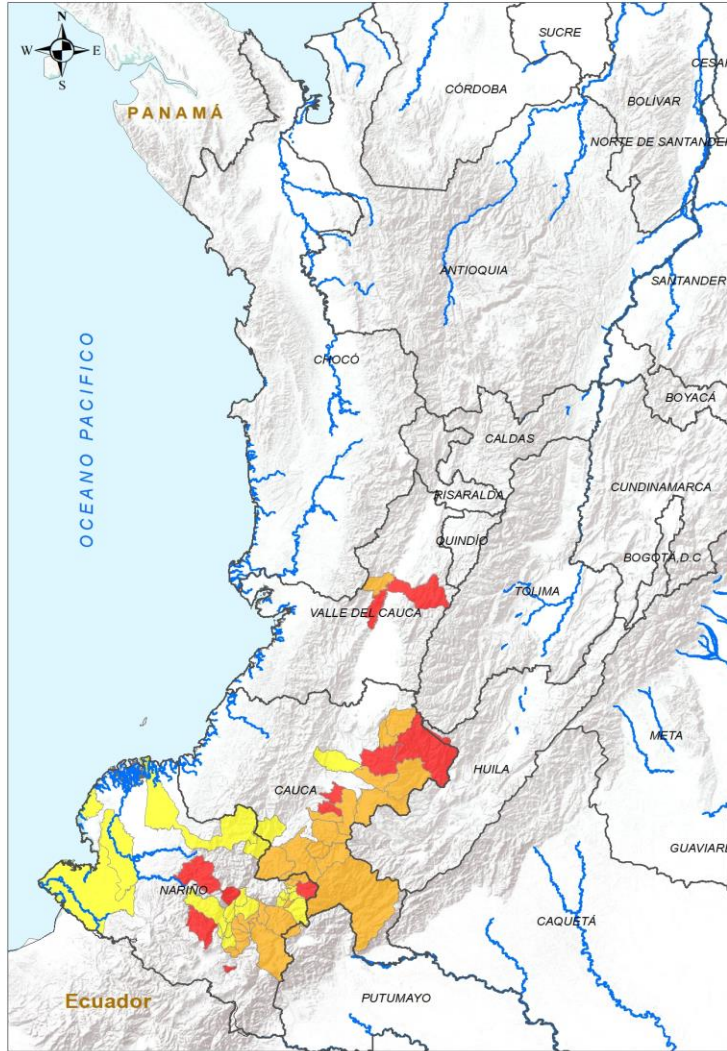 N
W E
S
SUCRE
CÓRDOBA
BOLÍVAR
PANAMÁ
NORTE DE SANTANDER
ANTIOQUIA
SANTANDER
OCEANO PACIFICO
CHOCÓ
BOYACÁ
CALDAS
CUNDINAMARCA
RISARALDA
QUINDÍO
BOGOTÁ,D.C
TOLIMA
VALLE DEL CAUCA
META
HUILA
CAUCA
GUAVIARE
NARIÑO
CAQUETÁ
PUTUMAYO
Ecuador